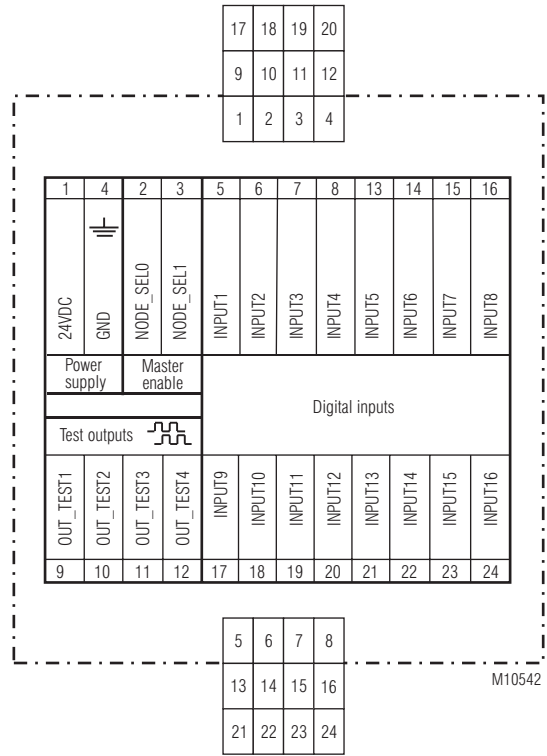 17 18 19 20
9 10 11 12
1 2 3 4
1 4 2 3 5 6 7 8 13 14 15 16
24VDC GND NODE_SEL0 NODE_SEL1 INPUT1 INPUT2 INPUT3 INPUT4 INPUT5 INPUT6 INPUT7 INPUT8
Power supply
Master enable
Digital inputs
Test outputs
OUT_TEST1 OUT_TEST2 OUT_TEST3 OUT_TEST4 INPUT9 INPUT10 INPUT11 INPUT12 INPUT13 INPUT14 INPUT15 INPUT16
9 10 11 12 17 18 19 20 21 22 23 24
5 6 7 8
13 14 15 16
21 22 23 24
M10542